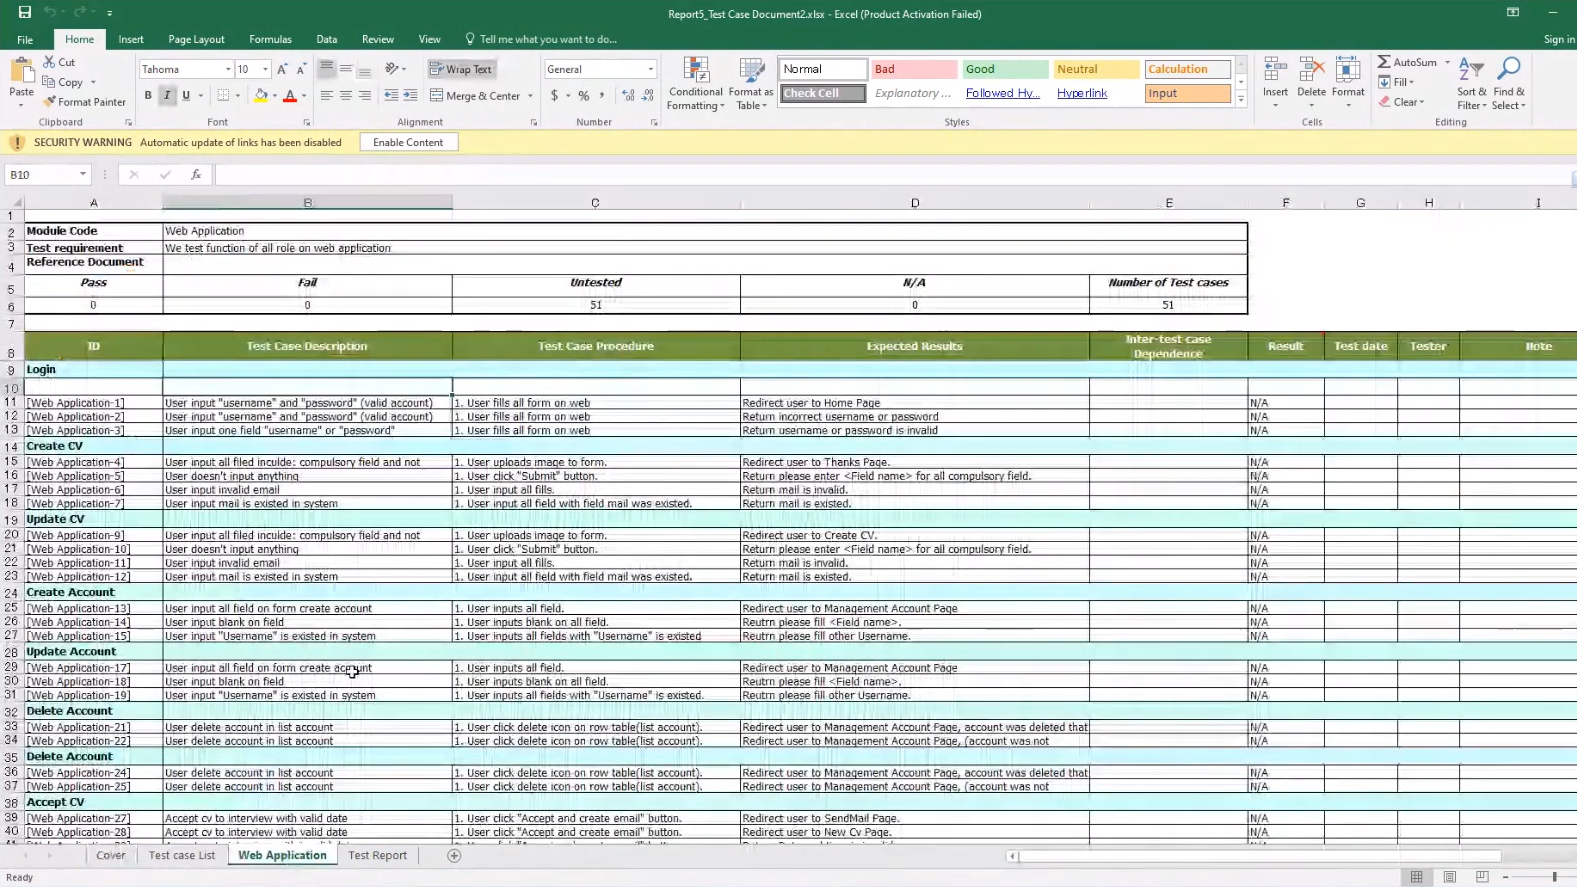 Report5_Test Case Document2.xlsx - Excel (Product Activation Failed)
File Home Insert Page Layout Formulas Data Review View Tell me what you want to do... Sign in
Paste Cut Copy Format Painter
Tahoma 10
B I U A
Wrap Text
Merge & Center
General
$ % ,
Conditional Formatting
Format as Table
Normal Bad Good Neutral Calculation
Check Cell Explanatory ... Followed Hy... Hyperlink Input
Insert Delete Format
AutoSum
Fill
Clear
Sort & Filter
Find & Select
Clipboard Font Alignment Number Styles Cells Editing
SECURITY WARNING Automatic update of links has been disabled Enable Content
B10 fx
A B C D E F G H I
1
2 Module Code Web Application
3 Test requirement We test function of all role on web application
4 Reference Document
5 Pass Fail Untested N/A Number of Test cases
6 0 0 51 0 51
7
8 ID Test Case Description Test Case Procedure Expected Results Inter-test case Dependence Result Test date Tester Note
9 Login
10
11 [Web Application-1] User input "username" and "password" (valid account) 1. User fills all form on web Redirect user to Home Page N/A
12 [Web Application-2] User input "username" and "password" (valid account) 1. User fills all form on web Return incorrect username or password N/A
13 [Web Application-3] User input one field "username" or "password" 1. User fills all form on web Return username or password is invalid N/A
14 Create CV
15 [Web Application-4] User input all filed inculde: compulsory field and not 1. User uploads image to form. Redirect user to Thanks Page. N/A
16 [Web Application-5] User doesn't input anything 1. User click "Submit" button. Return please enter <Field name> for all compulsory field. N/A
17 [Web Application-6] User input invalid email 1. User input all fills. Return mail is invalid. N/A
18 [Web Application-7] User input mail is existed in system 1. User input all field with field mail was existed. Return mail is existed. N/A
19 Update CV
20 [Web Application-9] User input all filed inculde: compulsory field and not 1. User uploads image to form. Redirect user to Create CV. N/A
21 [Web Application-10] User doesn't input anything 1. User click "Submit" button. Return please enter <Field name> for all compulsory field. N/A
22 [Web Application-11] User input invalid email 1. User input all fills. Return mail is invalid. N/A
23 [Web Application-12] User input mail is existed in system 1. User input all field with field mail was existed. Return mail is existed. N/A
24 Create Account
25 [Web Application-13] User input all field on form create account 1. User inputs all field. Redirect user to Management Account Page N/A
26 [Web Application-14] User input blank on field 1. User inputs blank on all field. Reutrn please fill <Field name>. N/A
27 [Web Application-15] User input "Username" is existed in system 1. User inputs all fields with "Username" is existed Reutrn please fill other Username. N/A
28 Update Account
29 [Web Application-17] User input all field on form create account 1. User inputs all field. Redirect user to Management Account Page N/A
30 [Web Application-18] User input blank on field 1. User inputs blank on all field. Reutrn please fill <Field name>. N/A
31 [Web Application-19] User input "Username" is existed in system 1. User inputs all fields with "Username" is existed. Reutrn please fill other Username. N/A
32 Delete Account
33 [Web Application-21] User delete account in list account 1. User click delete icon on row table(list account). Redirect user to Management Account Page, account was deleted that N/A
34 [Web Application-22] User delete account in list account 1. User click delete icon on row table(list account). Redirect user to Management Account Page, (account was not N/A
35 Delete Account
36 [Web Application-24] User delete account in list account 1. User click delete icon on row table(list account). Redirect user to Management Account Page, account was deleted that N/A
37 [Web Application-25] User delete account in list account 1. User click delete icon on row table(list account). Redirect user to Management Account Page, (account was not N/A
38 Accept CV
39 [Web Application-27] Accept cv to interview with valid date 1. User click "Accept and create email" button. Redirect user to SendMail Page. N/A
40 [Web Application-28] Accept cv to interview with valid date 1. User click "Accept and create email" button. Redirect user to New Cv Page. N/A
Cover Test case List Web Application Test Report
Ready